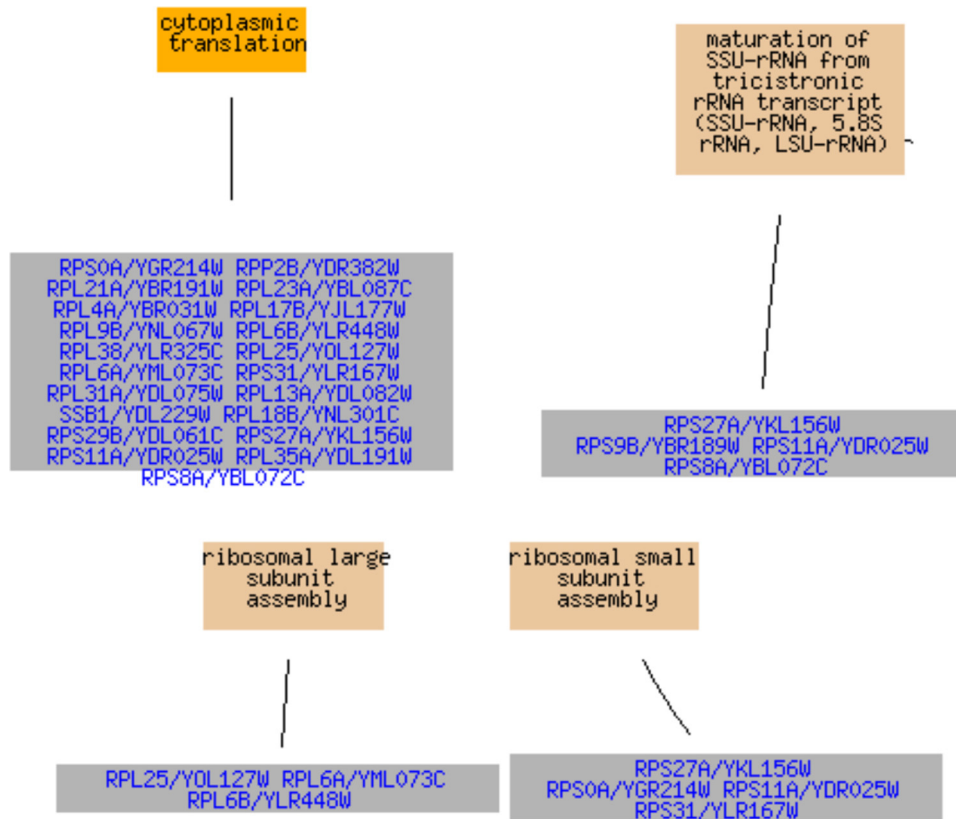 cytoplasmic
translation
maturation of
SSU-rRNA from
tricistronic
rRNA transcript
(SSU-rRNA, 5.8S
rRNA, LSU-rRNA)
RPS0A/YGR214W RPP2B/YDR382W
RPL21A/YBR191W RPL23A/YBL087C
RPL4A/YBR031W RPL17B/YJL177W
RPL9B/YNL067W RPL6B/YLR448W
RPL38/YLR325C RPL25/YOL127W
RPL6A/YML073C RPS31/YLR167W
RPL31A/YDL075W RPL13A/YDL082W
SSB1/YDL229W RPL18B/YNL301C
RPS29B/YDL061C RPS27A/YKL156W
RPS11A/YDR025W RPL35A/YDL191W
RPS8A/YBL072C
RPS27A/YKL156W
RPS9B/YBR189W RPS11A/YDR025W
RPS8A/YBL072C
ribosomal large
subunit
assembly
ribosomal small
subunit
assembly
RPL25/YOL127W RPL6A/YML073C
RPL6B/YLR448W
RPS27A/YKL156W
RPS0A/YGR214W RPS11A/YDR025W
RPS31/YLR167W